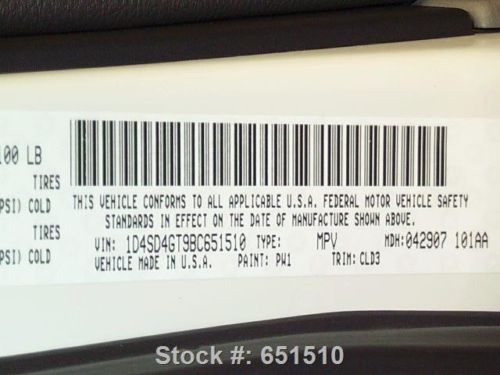 100 LB
TIRES
PSI) COLD
THIS VEHICLE CONFORMS TO ALL APPLICABLE U.S.A. FEDERAL MOTOR VEHICLE SAFETY
STANDARDS IN EFFECT ON THE DATE OF MANUFACTURE SHOWN ABOVE.
TIRES
PSI) COLD
VIN: 1D4SD4GT9BC651510 TYPE: MPV MDH: 042907 101AA
VEHICLE MADE IN U.S.A. PAINT: PW1 TRIM: CLD3
Stock #: 651510